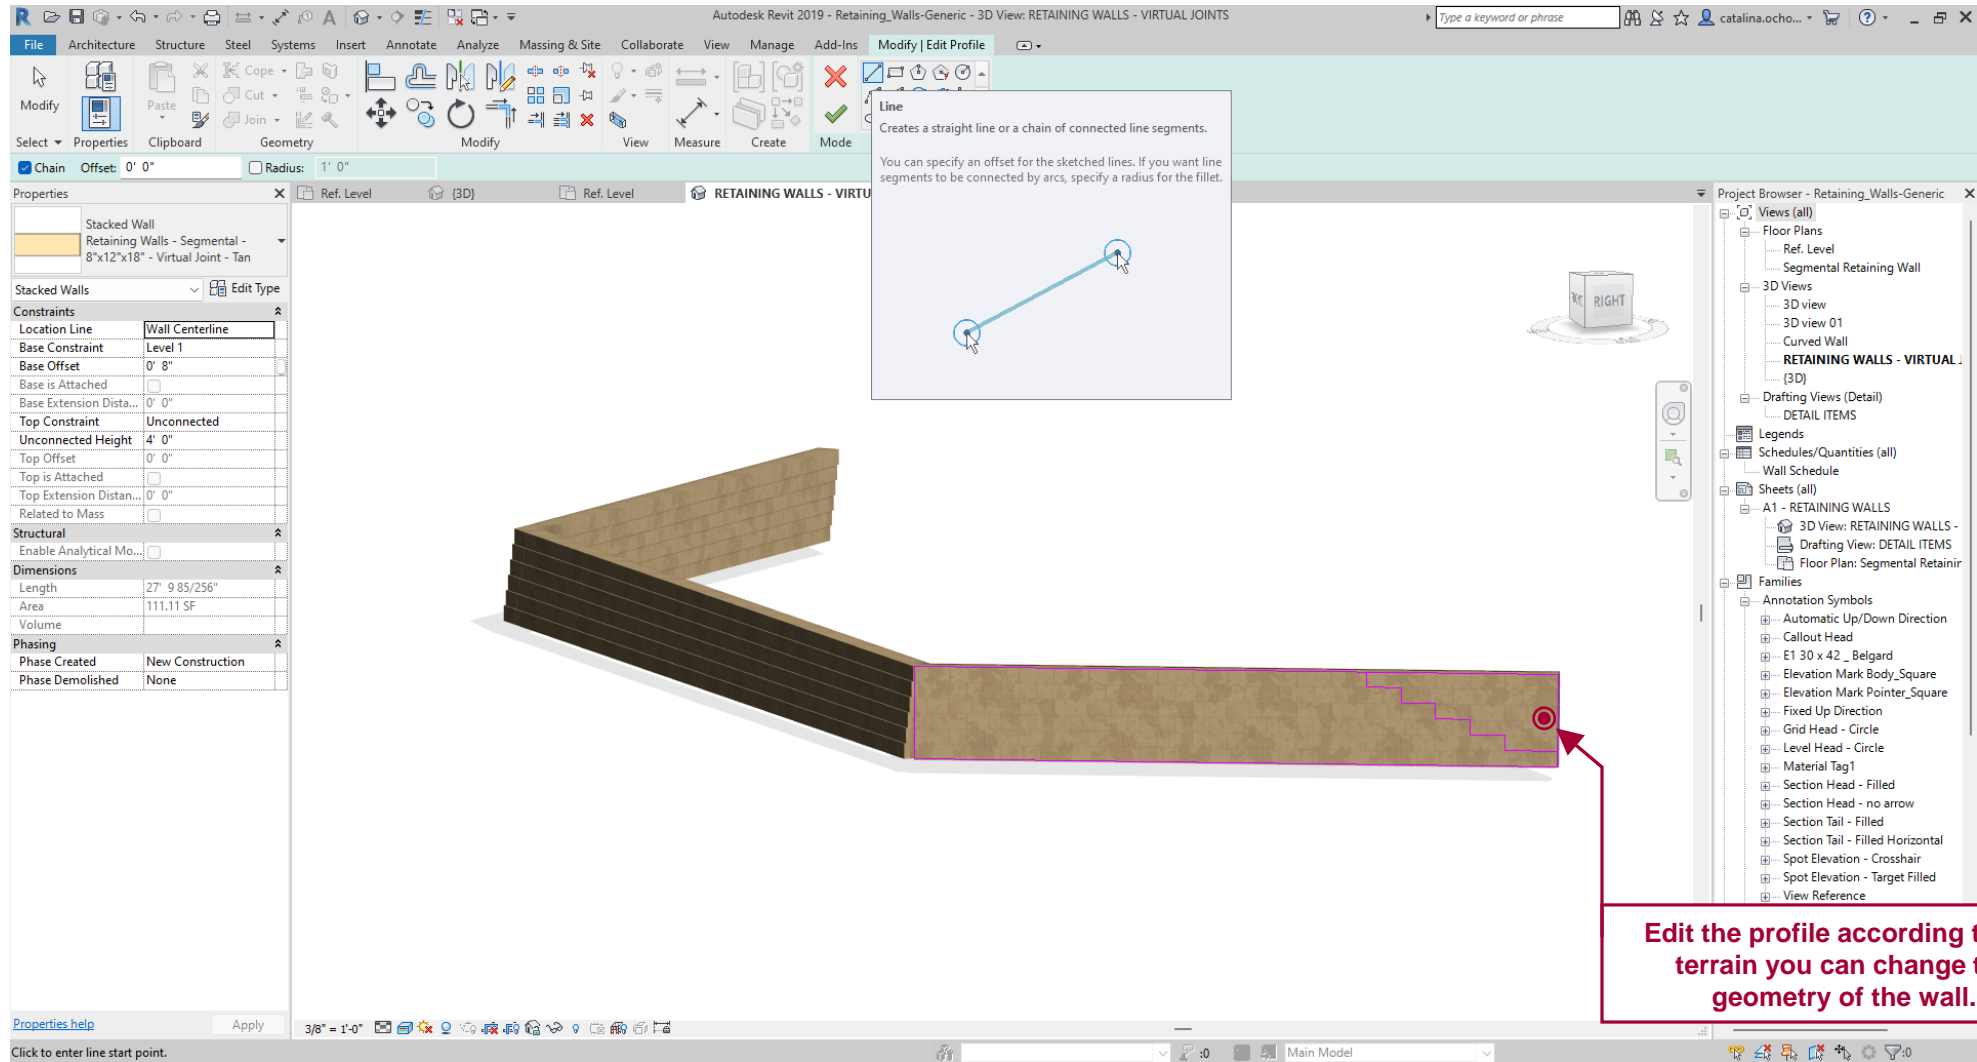 Autodesk Revit 2019 - Retaining_Walls-Generic - 3D View: RETAINING WALLS - VIRTUAL JOINTS
Type a keyword or phrase
catalina.ocho...
File Architecture Structure Steel Systems Insert Annotate Analyze Massing & Site Collaborate View Manage Add-Ins Modify | Edit Profile
Modify
Paste
Cope
Cut
Join
Select Properties Clipboard Geometry Modify View Measure Create Mode
Line
Creates a straight line or a chain of connected line segments.
You can specify an offset for the sketched lines. If you want line
segments to be connected by arcs, specify a radius for the fillet.
Chain Offset: 0' 0" Radius: 1' 0"
Properties
Ref. Level {3D} Ref. Level RETAINING WALLS - VIRTU
Stacked Wall
Retaining Walls - Segmental -
8"x12"x18" - Virtual Joint - Tan
Stacked Walls Edit Type
Constraints
Location Line Wall Centerline
Base Constraint Level 1
Base Offset 0' 8"
Base is Attached
Base Extension Dista... 0' 0"
Top Constraint Unconnected
Unconnected Height 4' 0"
Top Offset 0' 0"
Top is Attached
Top Extension Distan... 0' 0"
Related to Mass
Structural
Enable Analytical Mo...
Dimensions
Length 27' 9 85/256"
Area 111.11 SF
Volume
Phasing
Phase Created New Construction
Phase Demolished None
Properties help Apply
RIGHT
Project Browser - Retaining_Walls-Generic
Views (all)
Floor Plans
Ref. Level
Segmental Retaining Wall
3D Views
3D view
3D view 01
Curved Wall
RETAINING WALLS - VIRTUAL J
{3D}
Drafting Views (Detail)
DETAIL ITEMS
Legends
Schedules/Quantities (all)
Wall Schedule
Sheets (all)
A1 - RETAINING WALLS
3D View: RETAINING WALLS -
Drafting View: DETAIL ITEMS
Floor Plan: Segmental Retainin
Families
Annotation Symbols
Automatic Up/Down Direction
Callout Head
E1 30 x 42 _ Belgard
Elevation Mark Body_Square
Elevation Mark Pointer_Square
Fixed Up Direction
Grid Head - Circle
Level Head - Circle
Material Tag1
Section Head - Filled
Section Head - no arrow
Section Tail - Filled
Section Tail - Filled Horizontal
Spot Elevation - Crosshair
Spot Elevation - Target Filled
View Reference
Edit the profile according t
terrain you can change t
geometry of the wall.
3/8" = 1'-0"
Click to enter line start point.
:0 Main Model :0